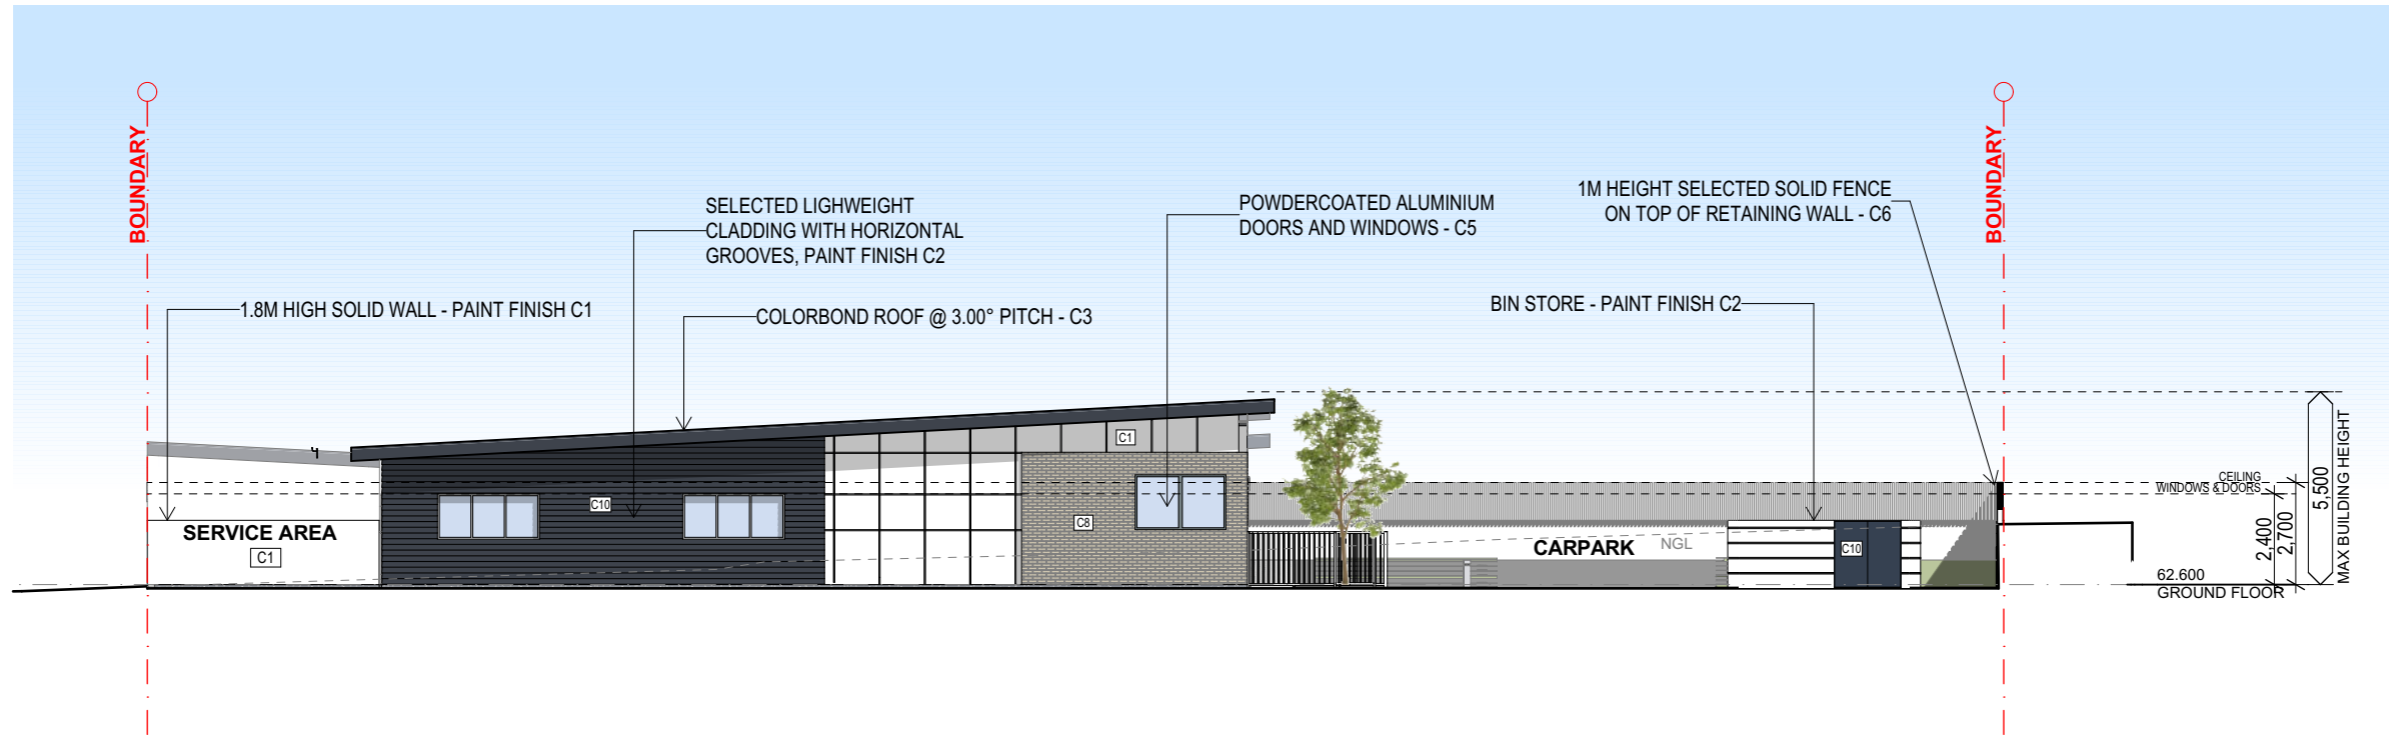 BOUNDARY
BOUNDARY
SELECTED LIGHWEIGHT
CLADDING WITH HORIZONTAL
GROOVES, PAINT FINISH C2
POWDERCOATED ALUMINIUM
DOORS AND WINDOWS - C5
1M HEIGHT SELECTED SOLID FENCE
ON TOP OF RETAINING WALL - C6
1.8M HIGH SOLID WALL - PAINT FINISH C1
COLORBOND ROOF @ 3.00° PITCH - C3
BIN STORE - PAINT FINISH C2
C1
CEILING
WINDOWS & DOORS
C10
C8
SERVICE AREA
C1
CARPARK
NGL
C10
2,400
2,700
5,500
MAX BUILDING HEIGHT
62.600
GROUND FLOOR